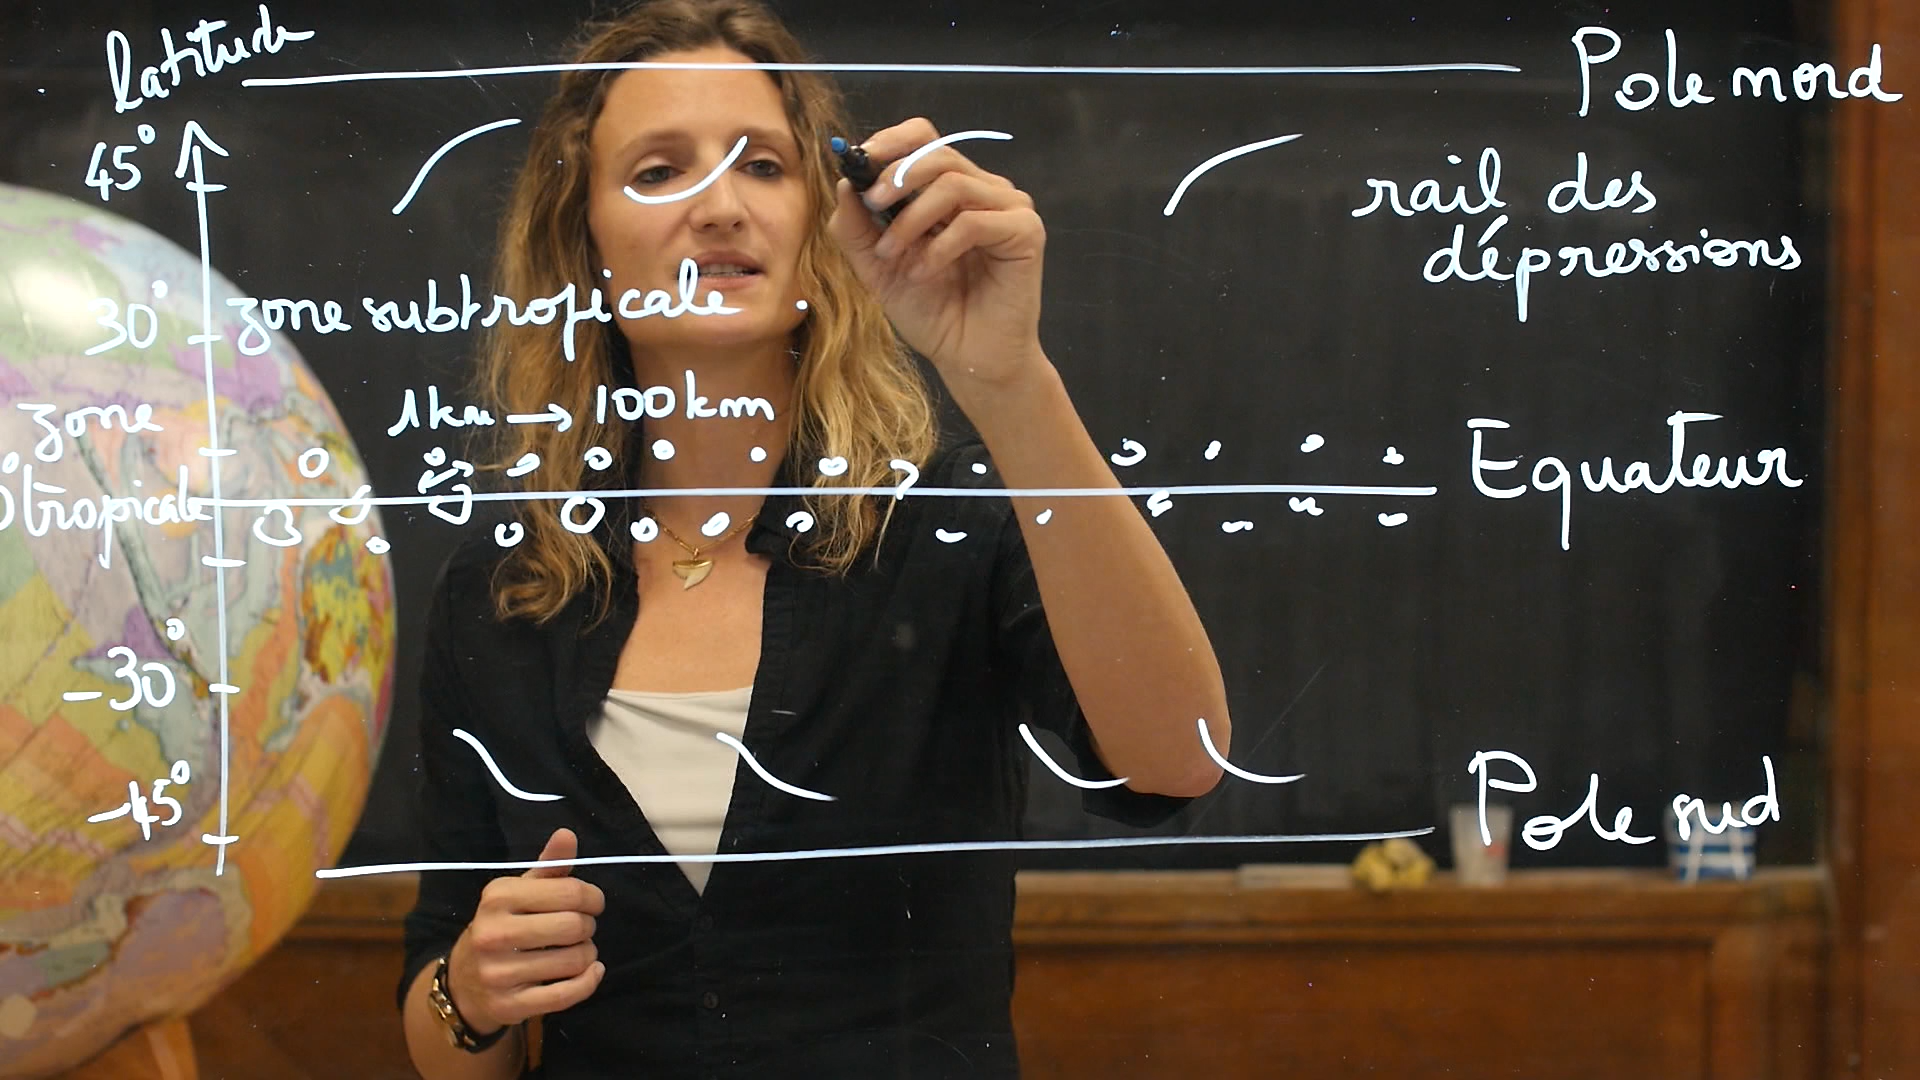 latitude
Pole nord
45°
rail des
dépressions
30° zone subtropicale
1km → 100km
zone
tropicale
Equateur
-30°
-45°
Pole sud